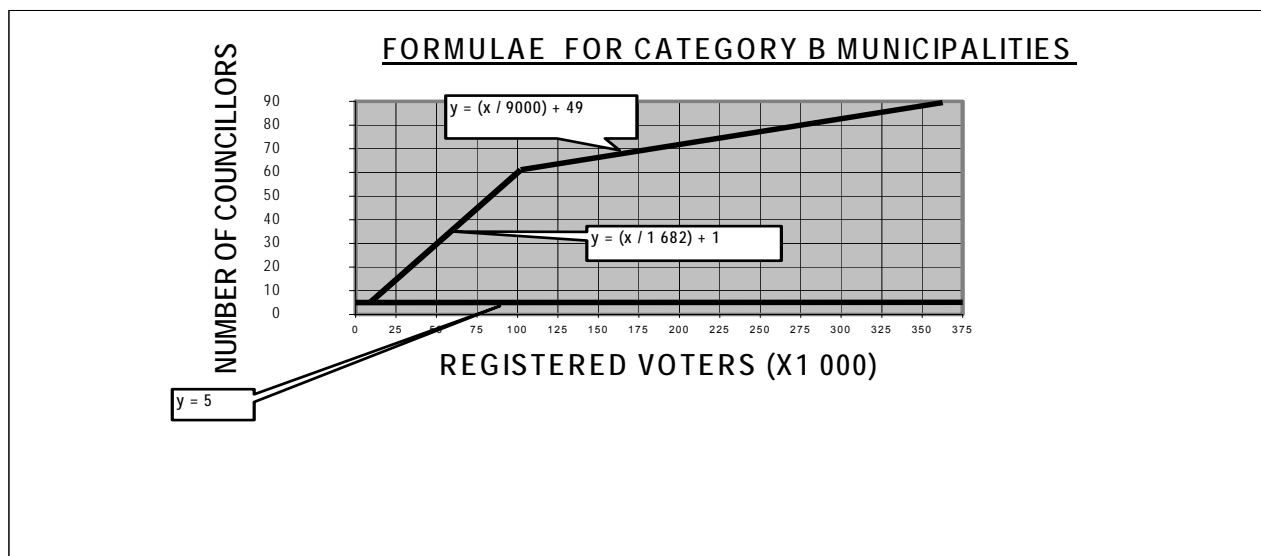 FORMULAE FOR CATEGORY B MUNICIPALITIES
NUMBER OF COUNCILLORS
90
80
70
60
50
40
30
20
10
0
y = (x / 9000) + 49
y = (x / 1 682) + 1
0 25 50 75 100 125 150 175 200 225 250 275 300 325 350 375
REGISTERED VOTERS (X1 000)
y = 5